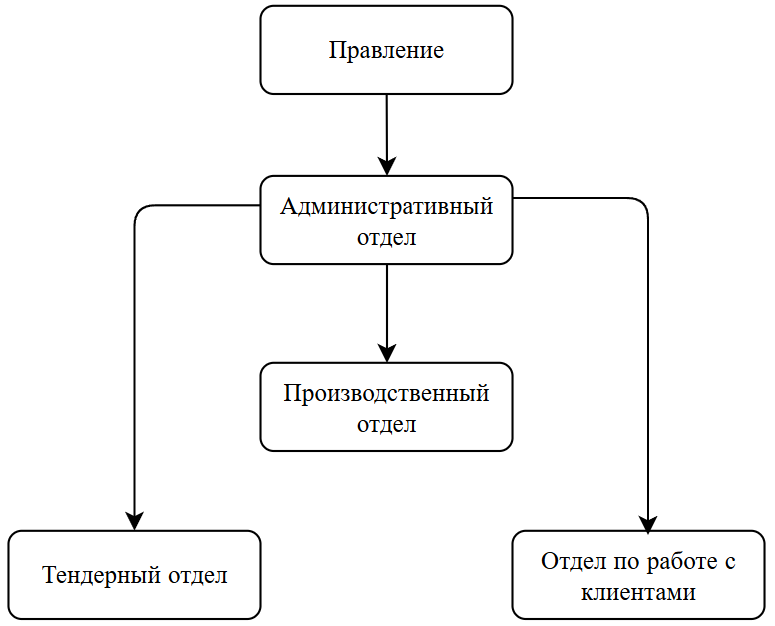 Правление
Административный
отдел
Производственный
отдел
Тендерный отдел
Отдел по работе с
клиентами